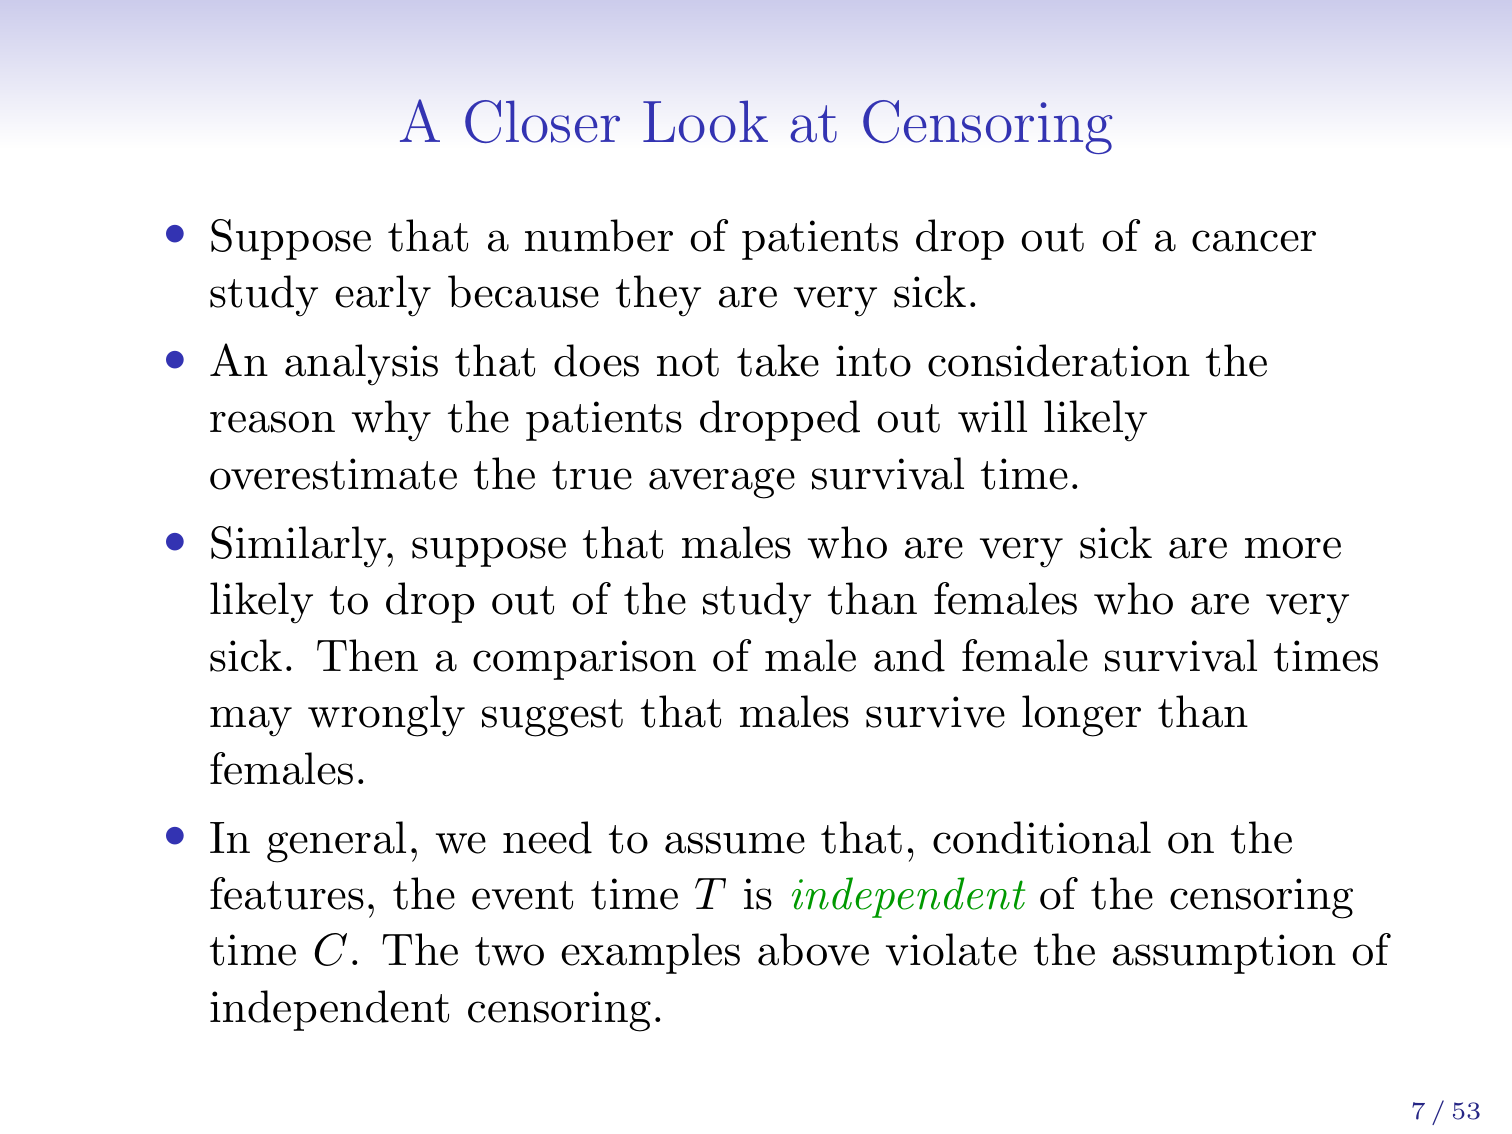 A Closer Look at Censoring
• Suppose that a number of patients drop out of a cancer
study early because they are very sick.
• An analysis that does not take into consideration the
reason why the patients dropped out will likely
overestimate the true average survival time.
• Similarly, suppose that males who are very sick are more
likely to drop out of the study than females who are very
sick. Then a comparison of male and female survival times
may wrongly suggest that males survive longer than
females.
• In general, we need to assume that, conditional on the
features, the event time T is independent of the censoring
time C. The two examples above violate the assumption of
independent censoring.
7 / 53